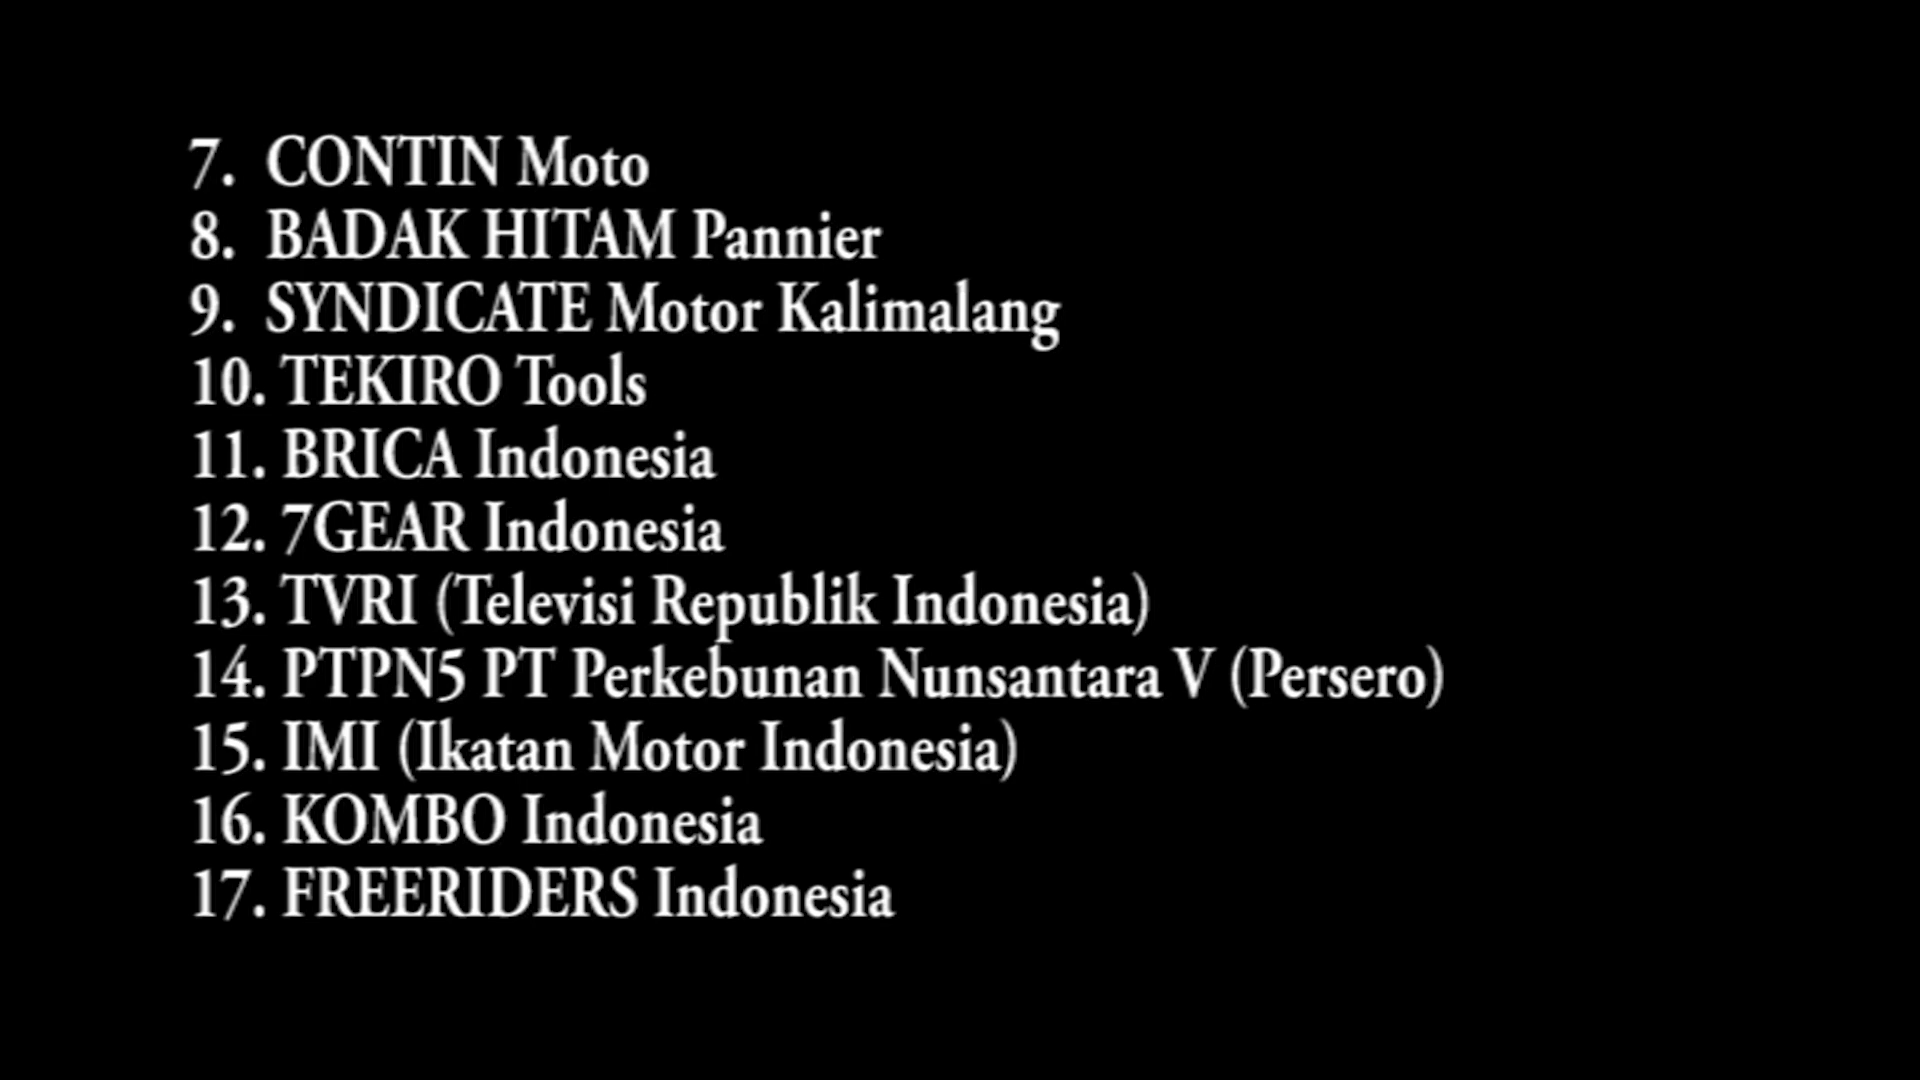 7. CONTIN Moto
8. BADAK HITAM Pannier
9. SYNDICATE Motor Kalimalang
10. TEKIRO Tools
11. BRICA Indonesia
12. 7GEAR Indonesia
13. TVRI (Televisi Republik Indonesia)
14. PTPN5 PT Perkebunan Nunsantara V (Persero)
15. IMI (Ikatan Motor Indonesia)
16. KOMBO Indonesia
17. FREERIDERS Indonesia